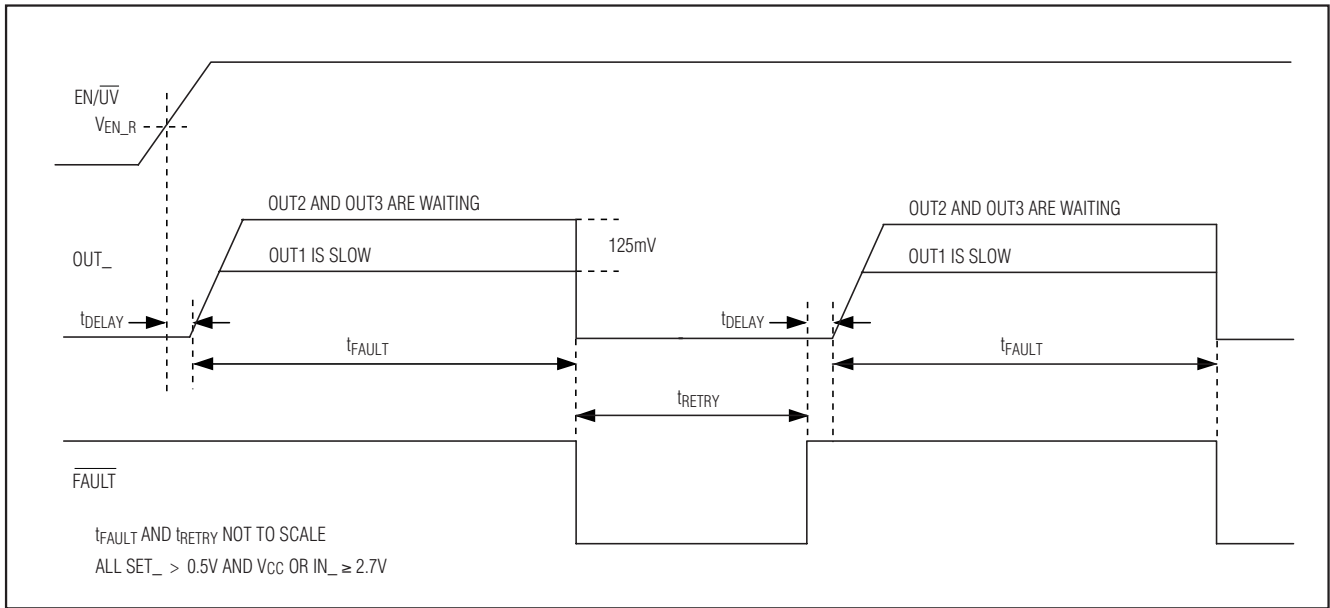 EN/U̅V̅
VEN_R
OUT2 AND OUT3 ARE WAITING
OUT2 AND OUT3 ARE WAITING
125mV
OUT_
OUT1 IS SLOW
OUT1 IS SLOW
tDELAY
tDELAY
tFAULT
tFAULT
tRETRY
F̅A̅U̅L̅T̅
tFAULT AND tRETRY NOT TO SCALE
ALL SET_ > 0.5V AND VCC OR IN_ ≥ 2.7V